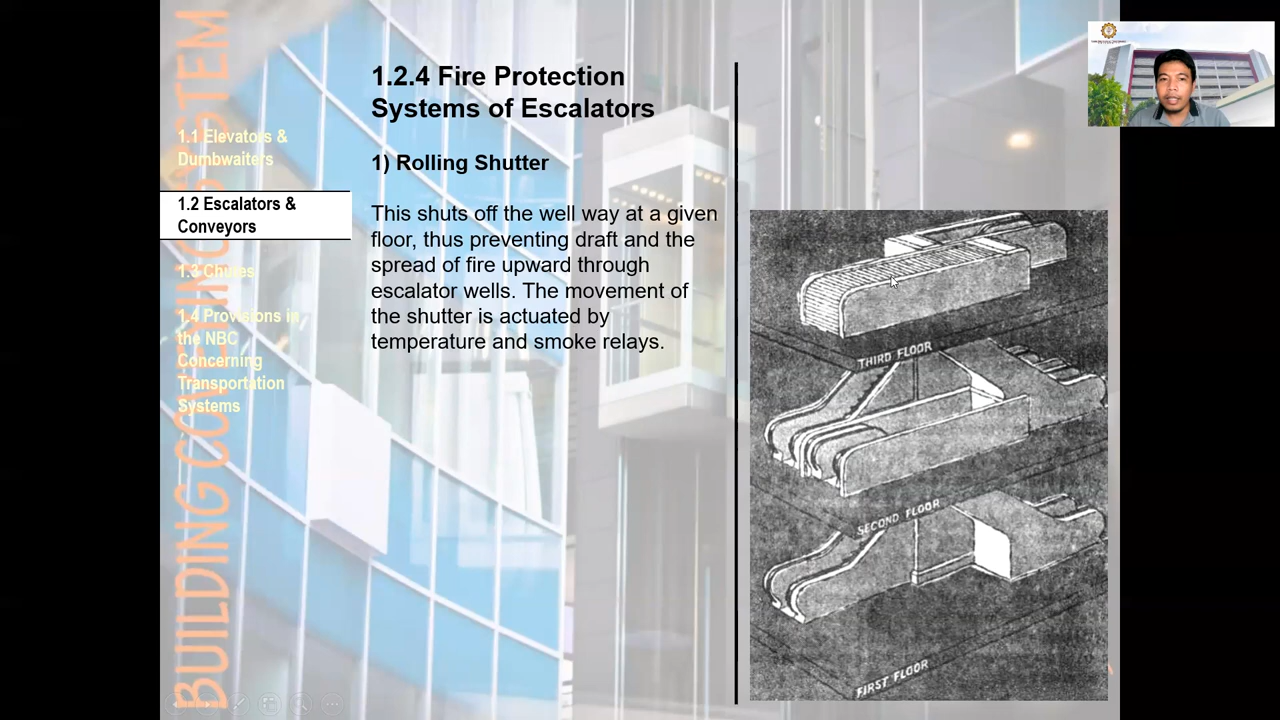 BUILDING CONVEYING SYSTEM
1.1 Elevators &
Dumbwaiters
1.2 Escalators &
Conveyors
1.3 Chutes
1.4 Provisions in
the NBC
Concerning
Transportation
Systems
1.2.4 Fire Protection
Systems of Escalators
1) Rolling Shutter
This shuts off the well way at a given
floor, thus preventing draft and the
spread of fire upward through
escalator wells. The movement of
the shutter is actuated by
temperature and smoke relays.
THIRD FLOOR
SECOND FLOOR
FIRST FLOOR